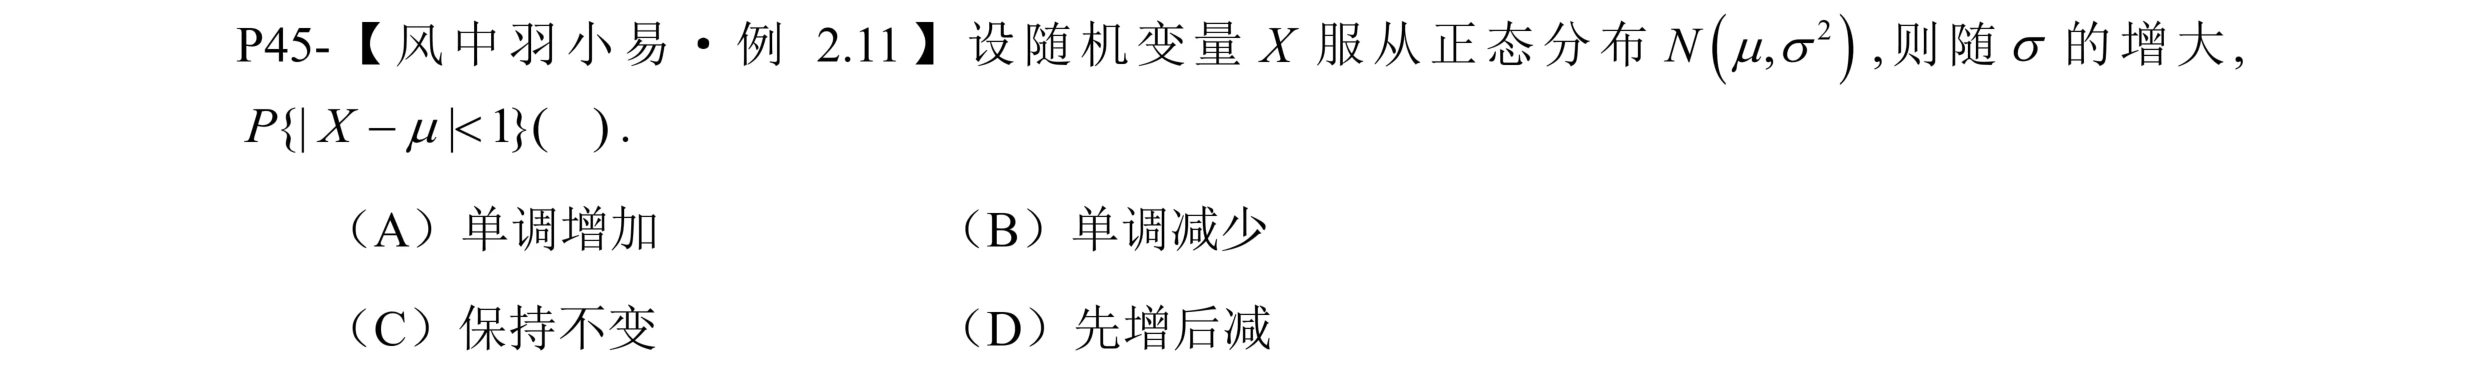 P45-【风中羽小易·例 2.11】设随机变量 X 服从正态分布 N(μ,σ²),则随 σ 的增大,
P{|X-μ|<1}( ).
（A）单调增加 （B）单调减少
（C）保持不变 （D）先增后减